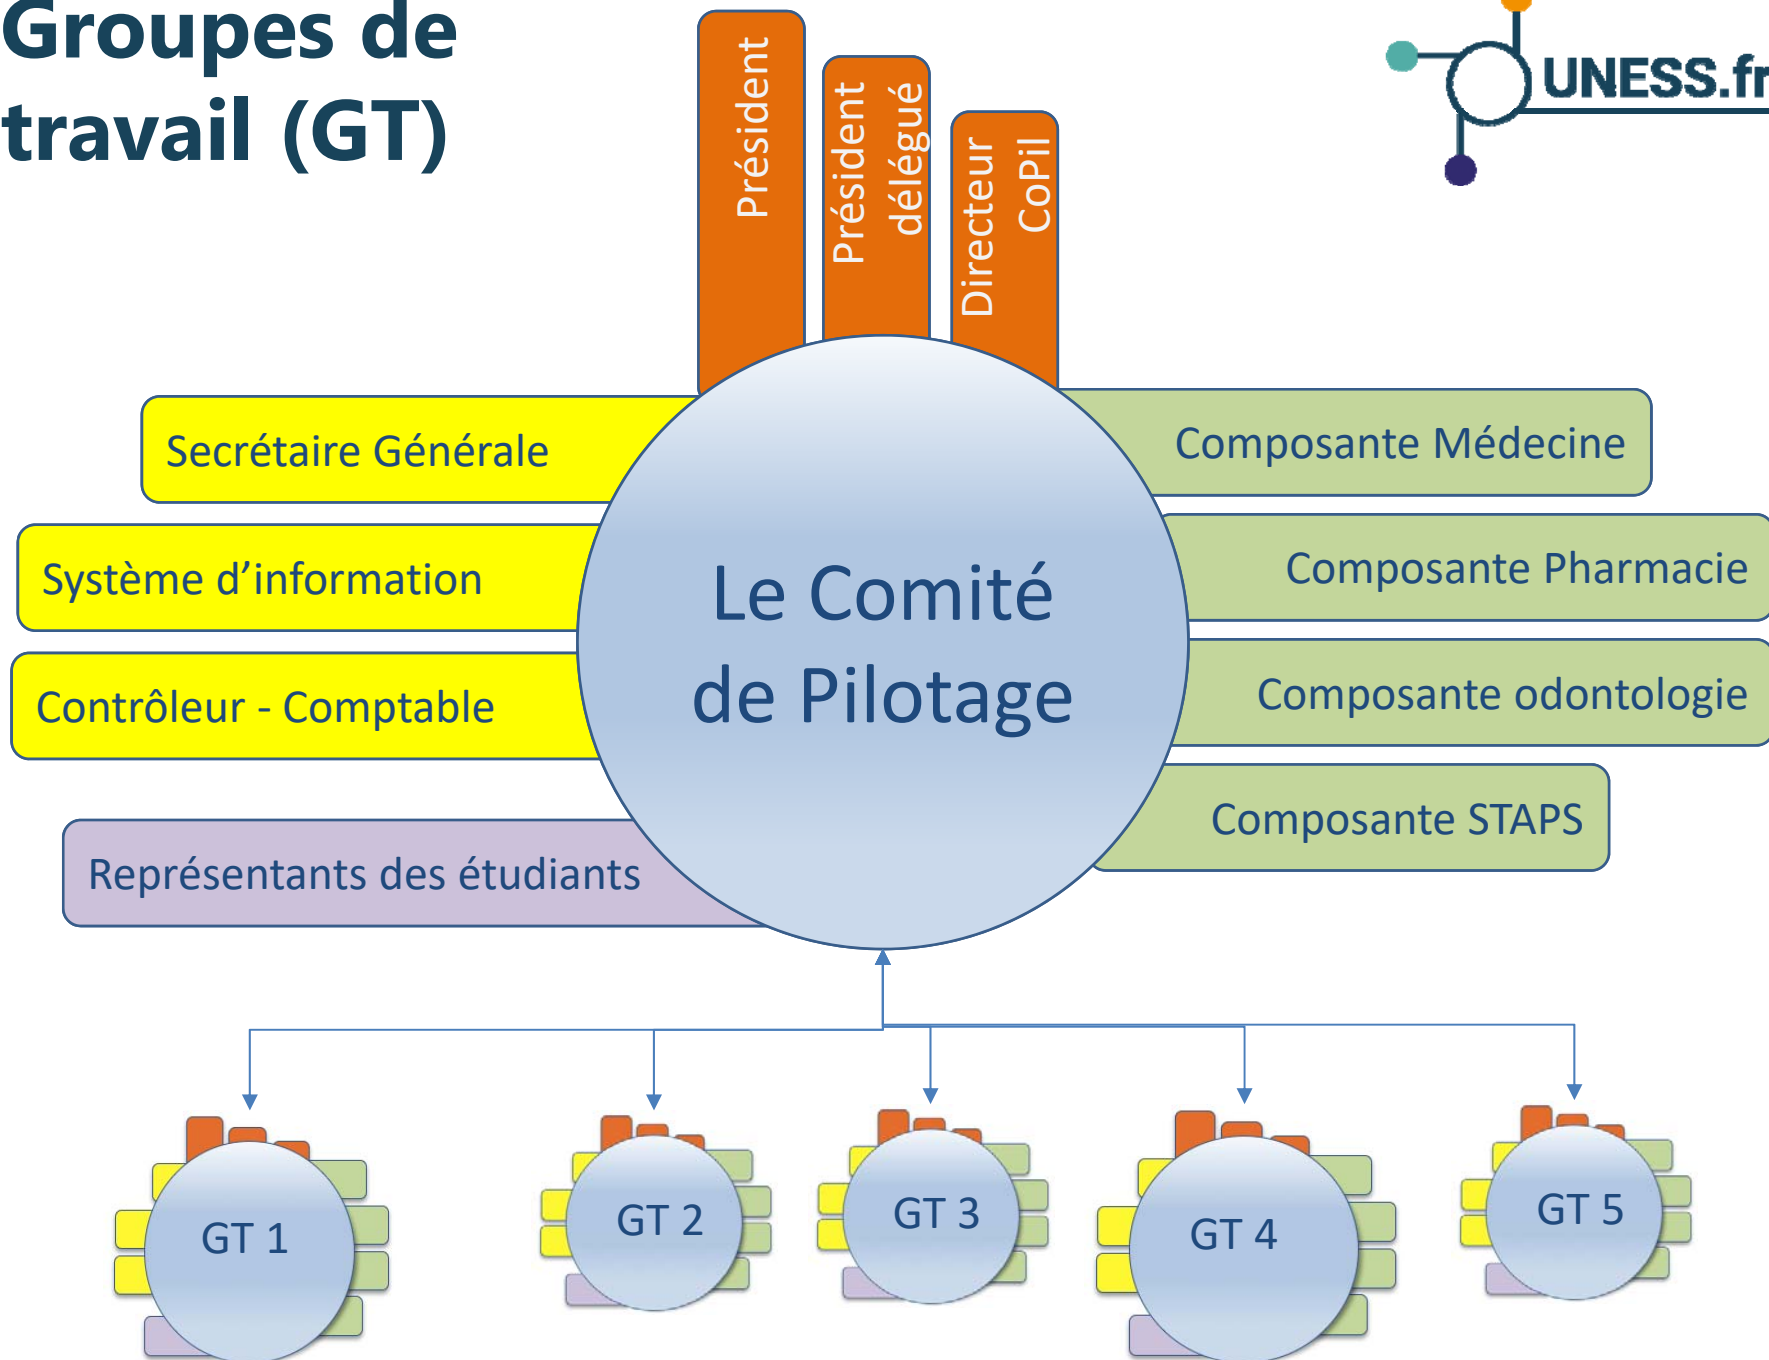 Groupes de
travail (GT)
UNESS.fr
Président
Président
délégué
Directeur
CoPil
Secrétaire Générale
Système d’information
Contrôleur - Comptable
Représentants des étudiants
Le Comité
de Pilotage
Composante Médecine
Composante Pharmacie
Composante odontologie
Composante STAPS
GT 1
GT 2
GT 3
GT 4
GT 5